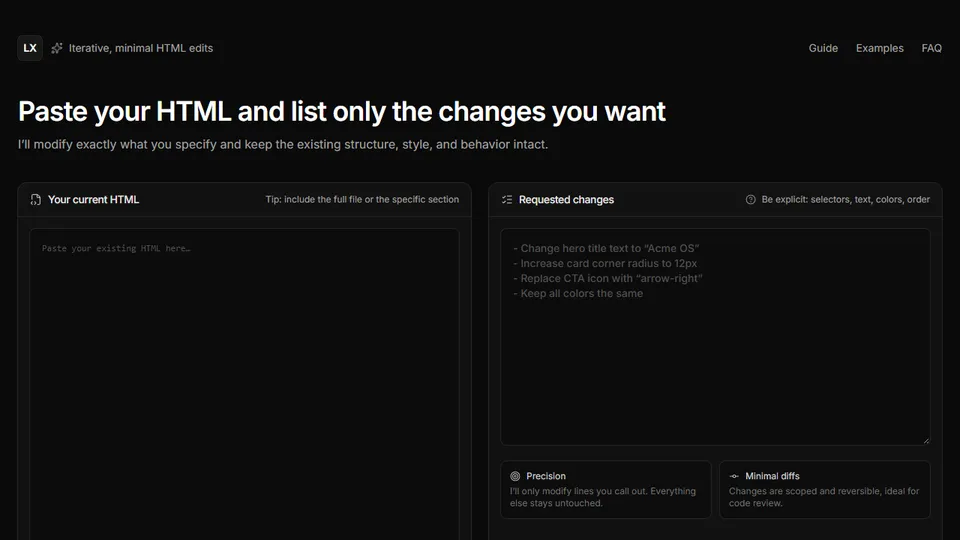 LX
Iterative, minimal HTML edits
Guide
Examples
FAQ
Paste your HTML and list only the changes you want
I’ll modify exactly what you specify and keep the existing structure, style, and behavior intact.
Your current HTML
Tip: include the full file or the specific section
Paste your existing HTML here…
Requested changes
Be explicit: selectors, text, colors, order
- Change hero title text to “Acme OS”
- Increase card corner radius to 12px
- Replace CTA icon with “arrow-right”
- Keep all colors the same
Precision
I’ll only modify lines you call out. Everything
else stays untouched.
Minimal diffs
Changes are scoped and reversible, ideal for
code review.